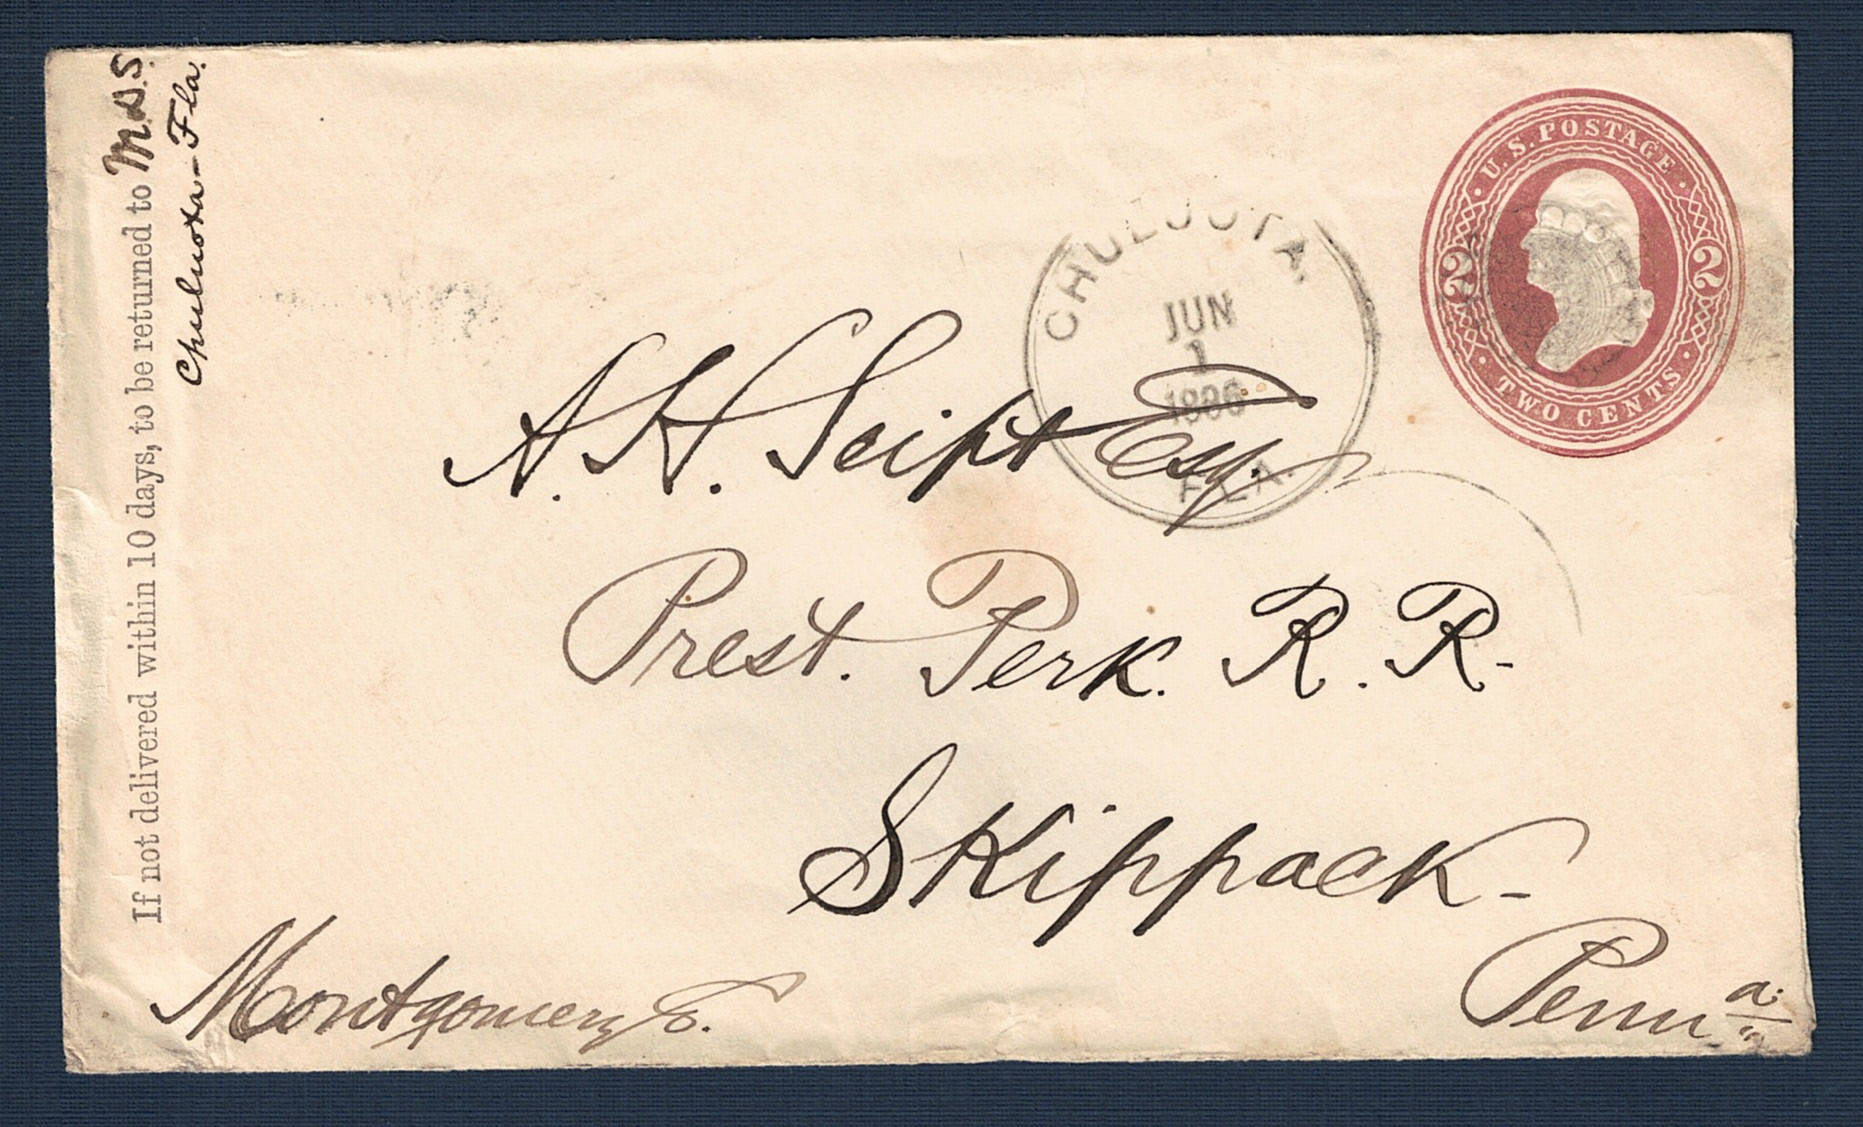 If not delivered within 10 days, to be returned to M.D.S.
Chuluota - Fla.
U.S. POSTAGE
2 2
TWO CENTS
CHULUOTA,
JUN
1
1896
FLA.
A. H. Seipt Esq.
Prest. Perk. R. R.
Skippack -
Montgomery Co.
Penna.